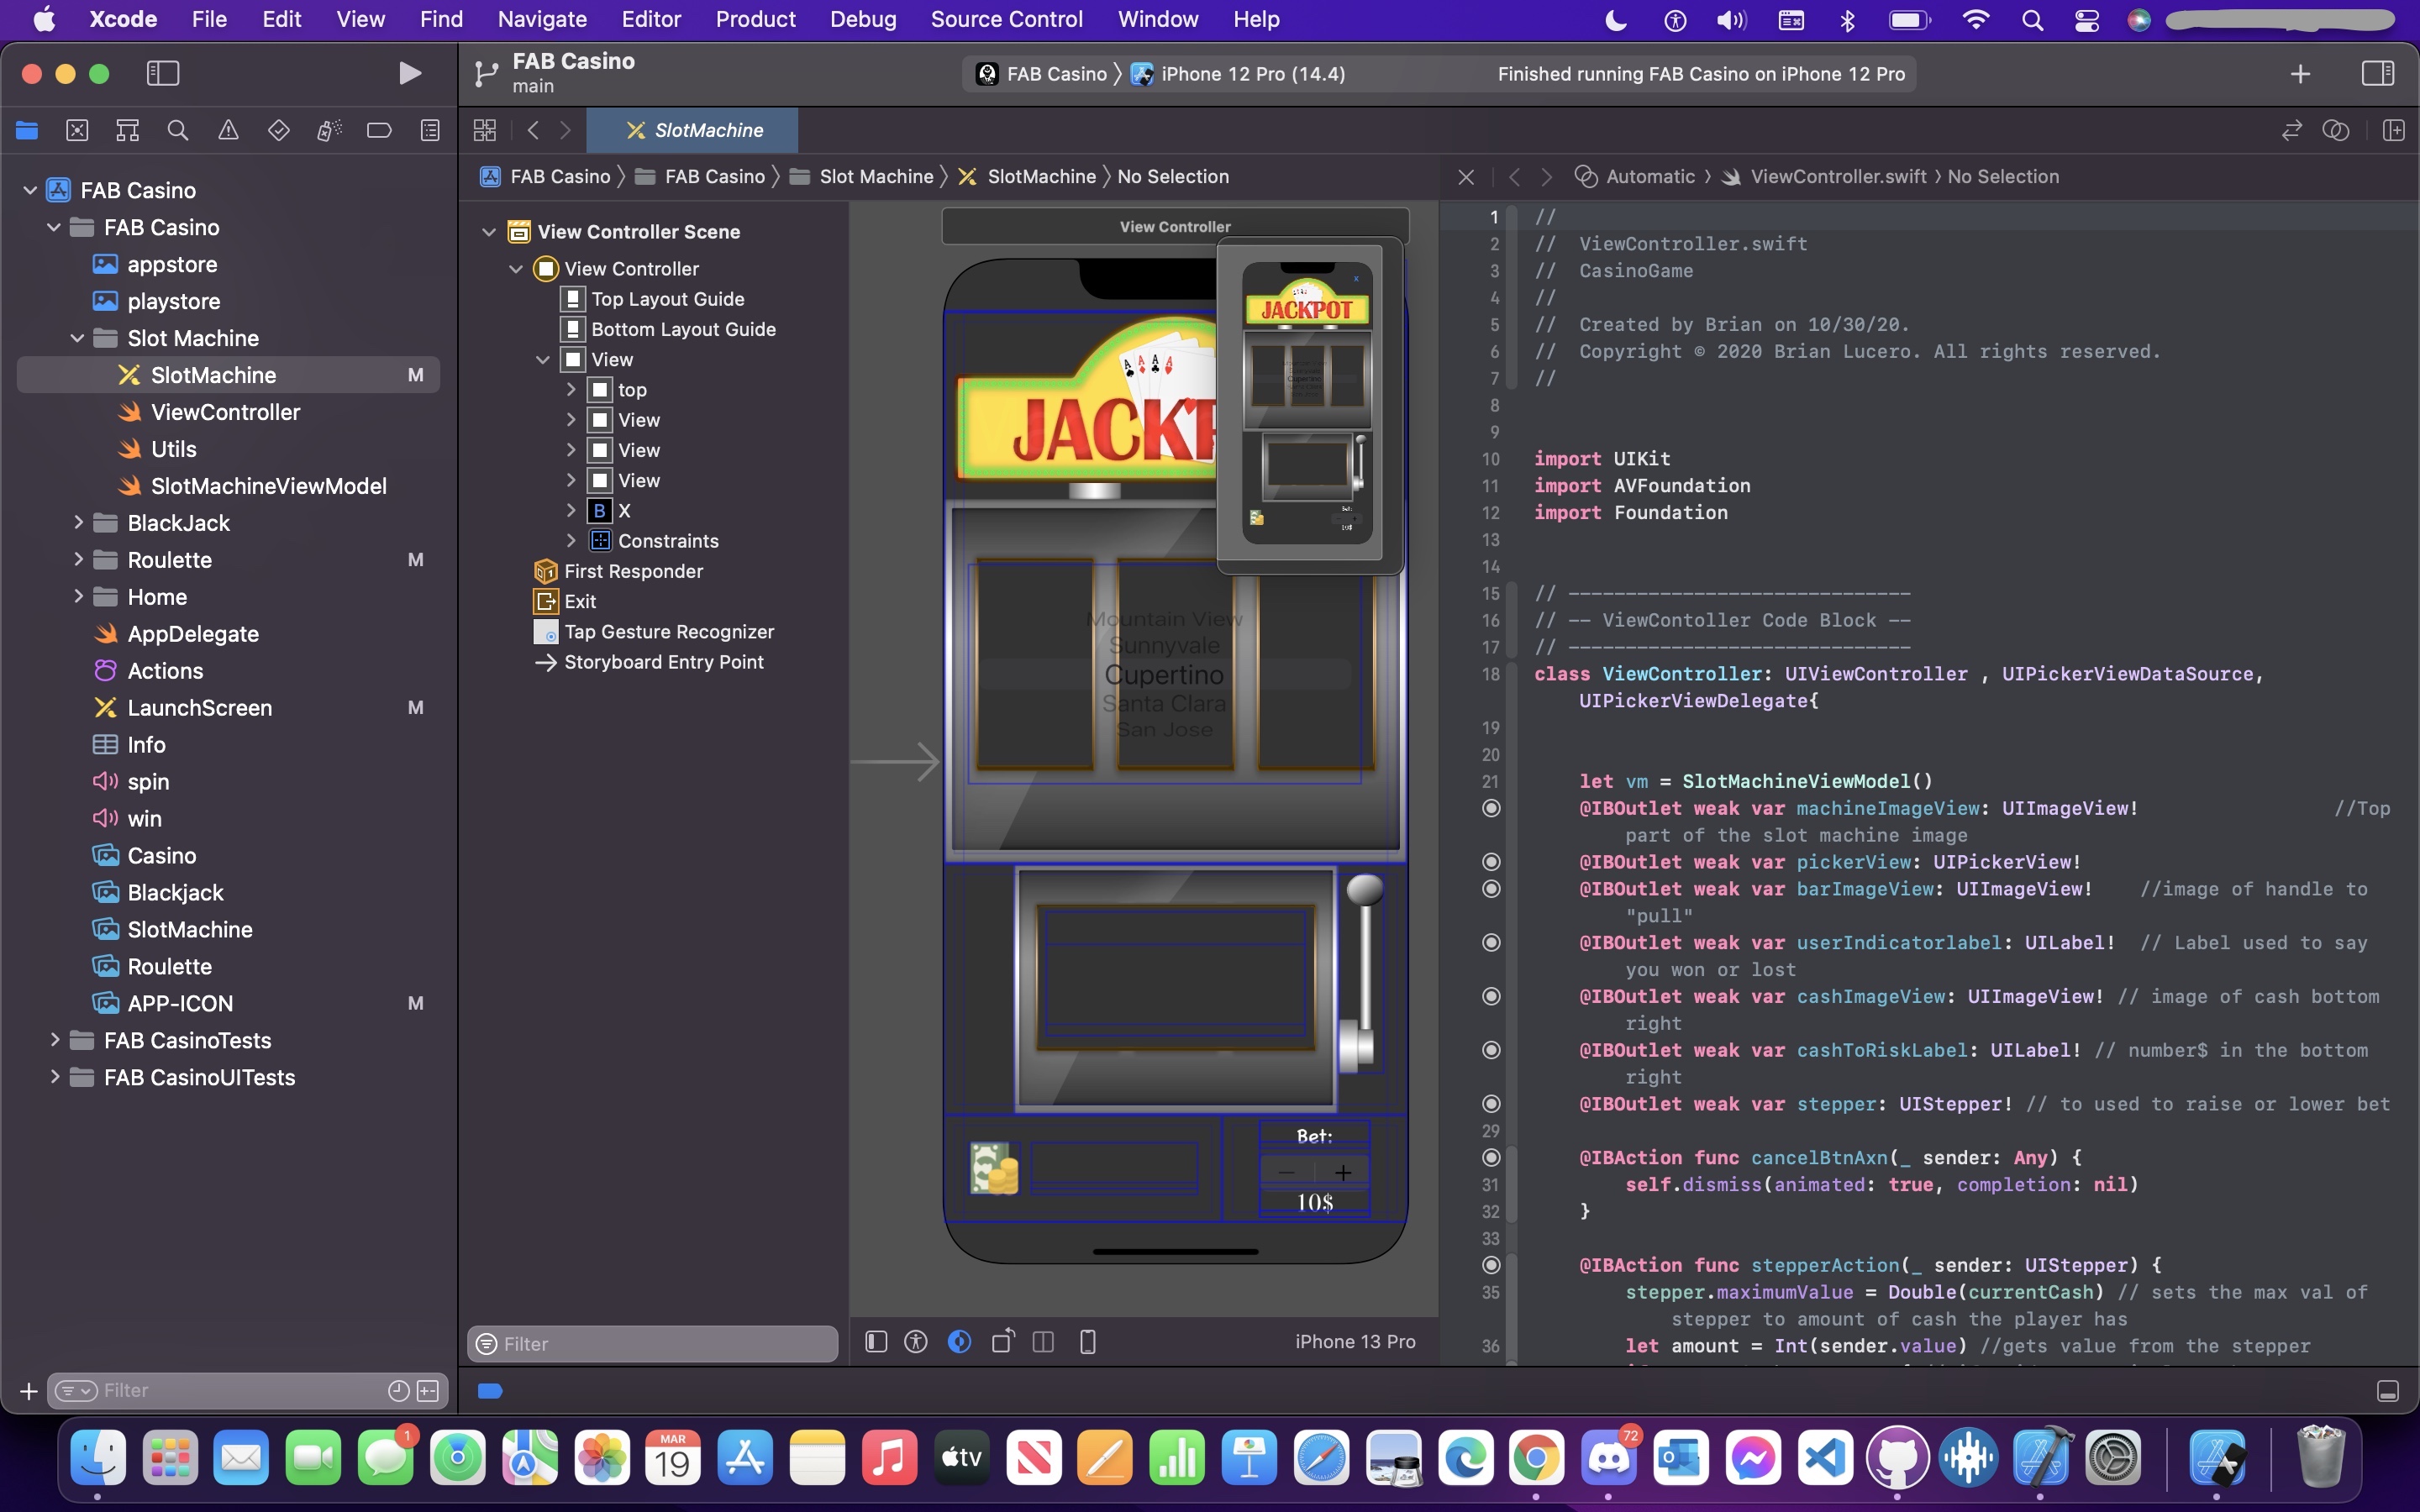 Xcode File Edit View Find Navigate Editor Product Debug Source Control Window Help
FAB Casino
main
FAB Casino iPhone 12 Pro (14.4)
Finished running FAB Casino on iPhone 12 Pro
SlotMachine
FAB Casino FAB Casino Slot Machine SlotMachine No Selection
Automatic ViewController.swift No Selection
FAB Casino
FAB Casino
appstore
playstore
Slot Machine
SlotMachine M
ViewController
Utils
SlotMachineViewModel
BlackJack
Roulette M
Home
AppDelegate
Actions
LaunchScreen M
Info
spin
win
Casino
Blackjack
SlotMachine
Roulette
APP-ICON M
FAB CasinoTests
FAB CasinoUITests
Filter
View Controller Scene
View Controller
Top Layout Guide
Bottom Layout Guide
View
top
View
View
View
B X
Constraints
First Responder
Exit
Tap Gesture Recognizer
Storyboard Entry Point
Filter
View Controller
JACKP
Mountain View
Sunnyvale
Cupertino
Santa Clara
San Jose
Bet:
− +
10$
X
JACKPOT
Cupertino
Bet:
10$
iPhone 13 Pro
1 //
2 //  ViewController.swift
3 //  CasinoGame
4 //
5 //  Created by Brian on 10/30/20.
6 //  Copyright © 2020 Brian Lucero. All rights reserved.
7 //
8
9
10 import UIKit
11 import AVFoundation
12 import Foundation
13
14
15 // ------------------------------
16 // -- ViewContoller Code Block --
17 // ------------------------------
18 class ViewController: UIViewController , UIPickerViewDataSource,
UIPickerViewDelegate{
19
20
21 let vm = SlotMachineViewModel()
@IBOutlet weak var machineImageView: UIImageView! //Top
part of the slot machine image
@IBOutlet weak var pickerView: UIPickerView!
@IBOutlet weak var barImageView: UIImageView! //image of handle to
"pull"
@IBOutlet weak var userIndicatorlabel: UILabel! // Label used to say
you won or lost
@IBOutlet weak var cashImageView: UIImageView! // image of cash bottom
right
@IBOutlet weak var cashToRiskLabel: UILabel! // number$ in the bottom
right
@IBOutlet weak var stepper: UIStepper! // to used to raise or lower bet
29
@IBAction func cancelBtnAxn(_ sender: Any) {
31 self.dismiss(animated: true, completion: nil)
32 }
33
@IBAction func stepperAction(_ sender: UIStepper) {
35 stepper.maximumValue = Double(currentCash) // sets the max val of
stepper to amount of cash the player has
36 let amount = Int(sender.value) //gets value from the stepper
1
MAR
19
tv
72